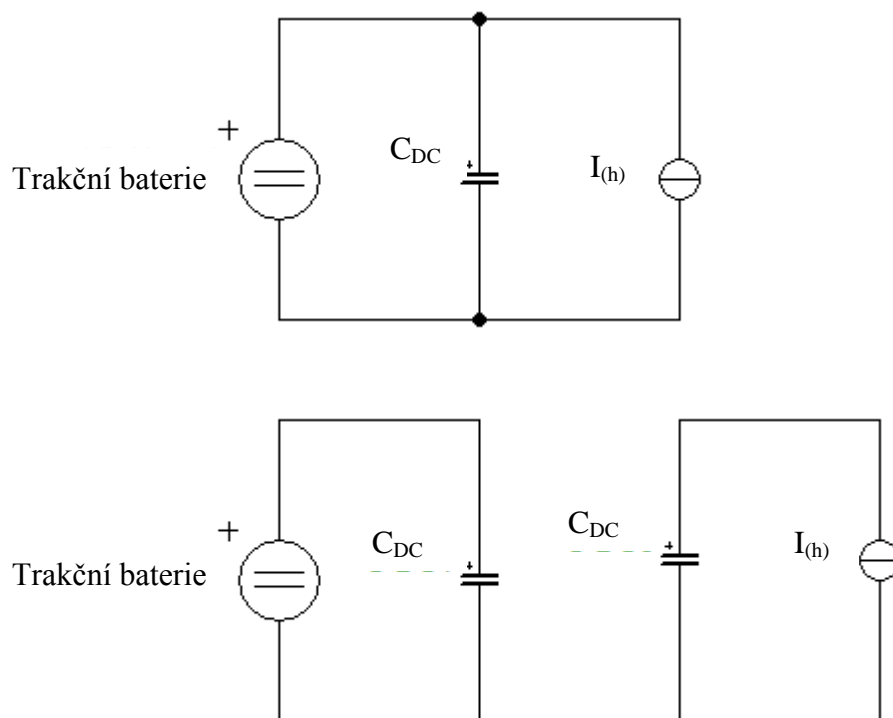 +
C_DC
I_(h)
Trakční baterie
+
C_DC
C_DC
I_(h)
Trakční baterie